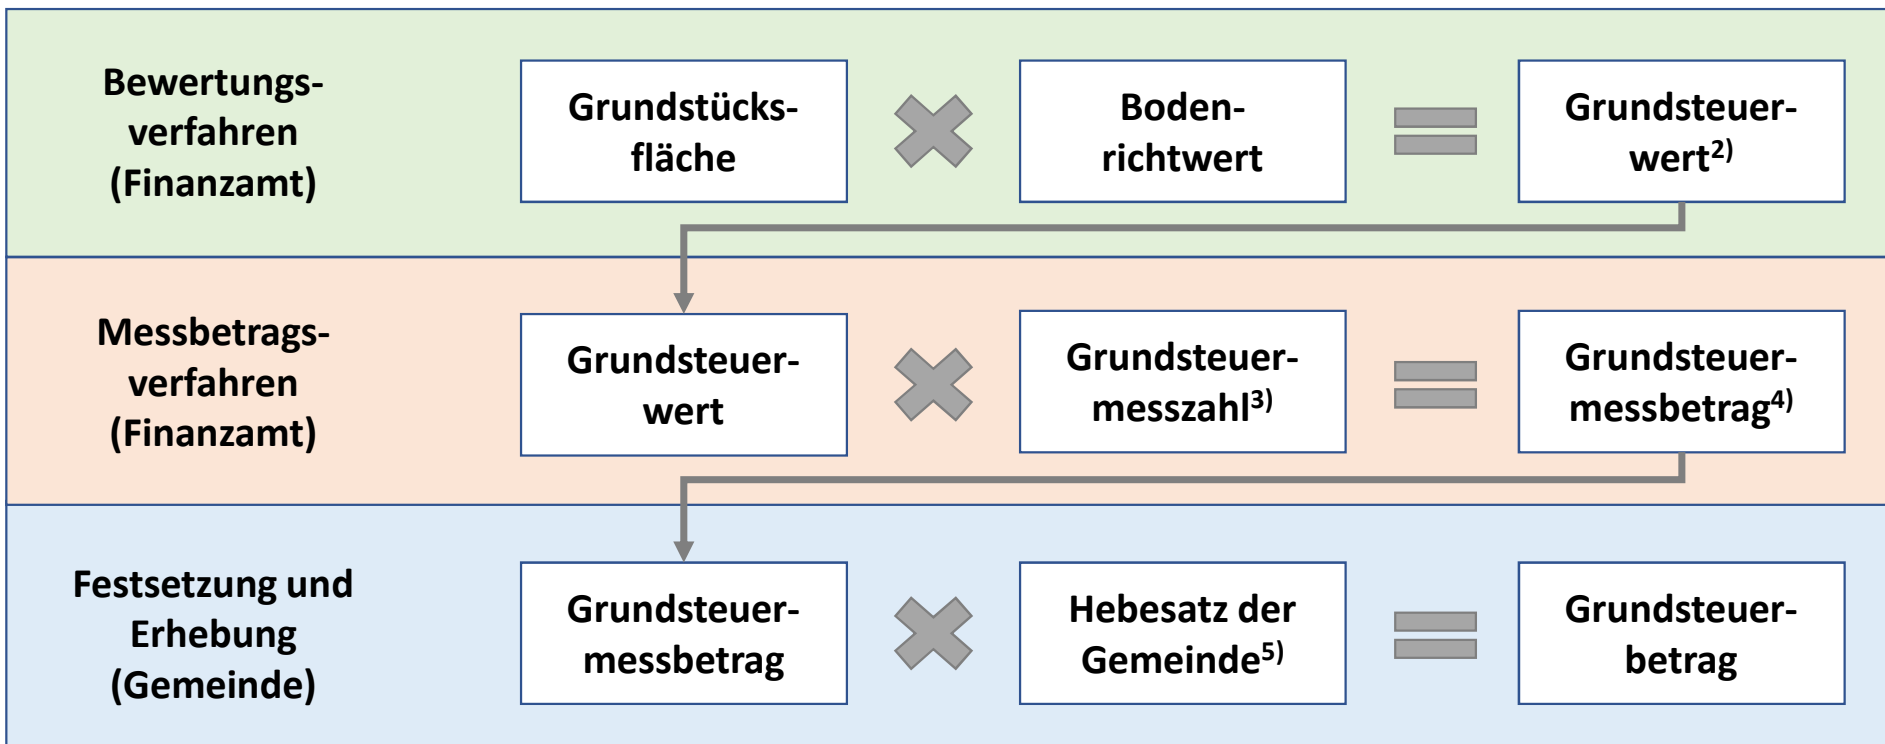 Bewertungs-
verfahren
(Finanzamt)
Grundstücks-
fläche
Boden-
richtwert
Grundsteuer-
wert2)
Messbetrags-
verfahren
(Finanzamt)
Grundsteuer-
wert
Grundsteuer-
messzahl3)
Grundsteuer-
messbetrag4)
Festsetzung und
Erhebung
(Gemeinde)
Grundsteuer-
messbetrag
Hebesatz der
Gemeinde5)
Grundsteuer-
betrag